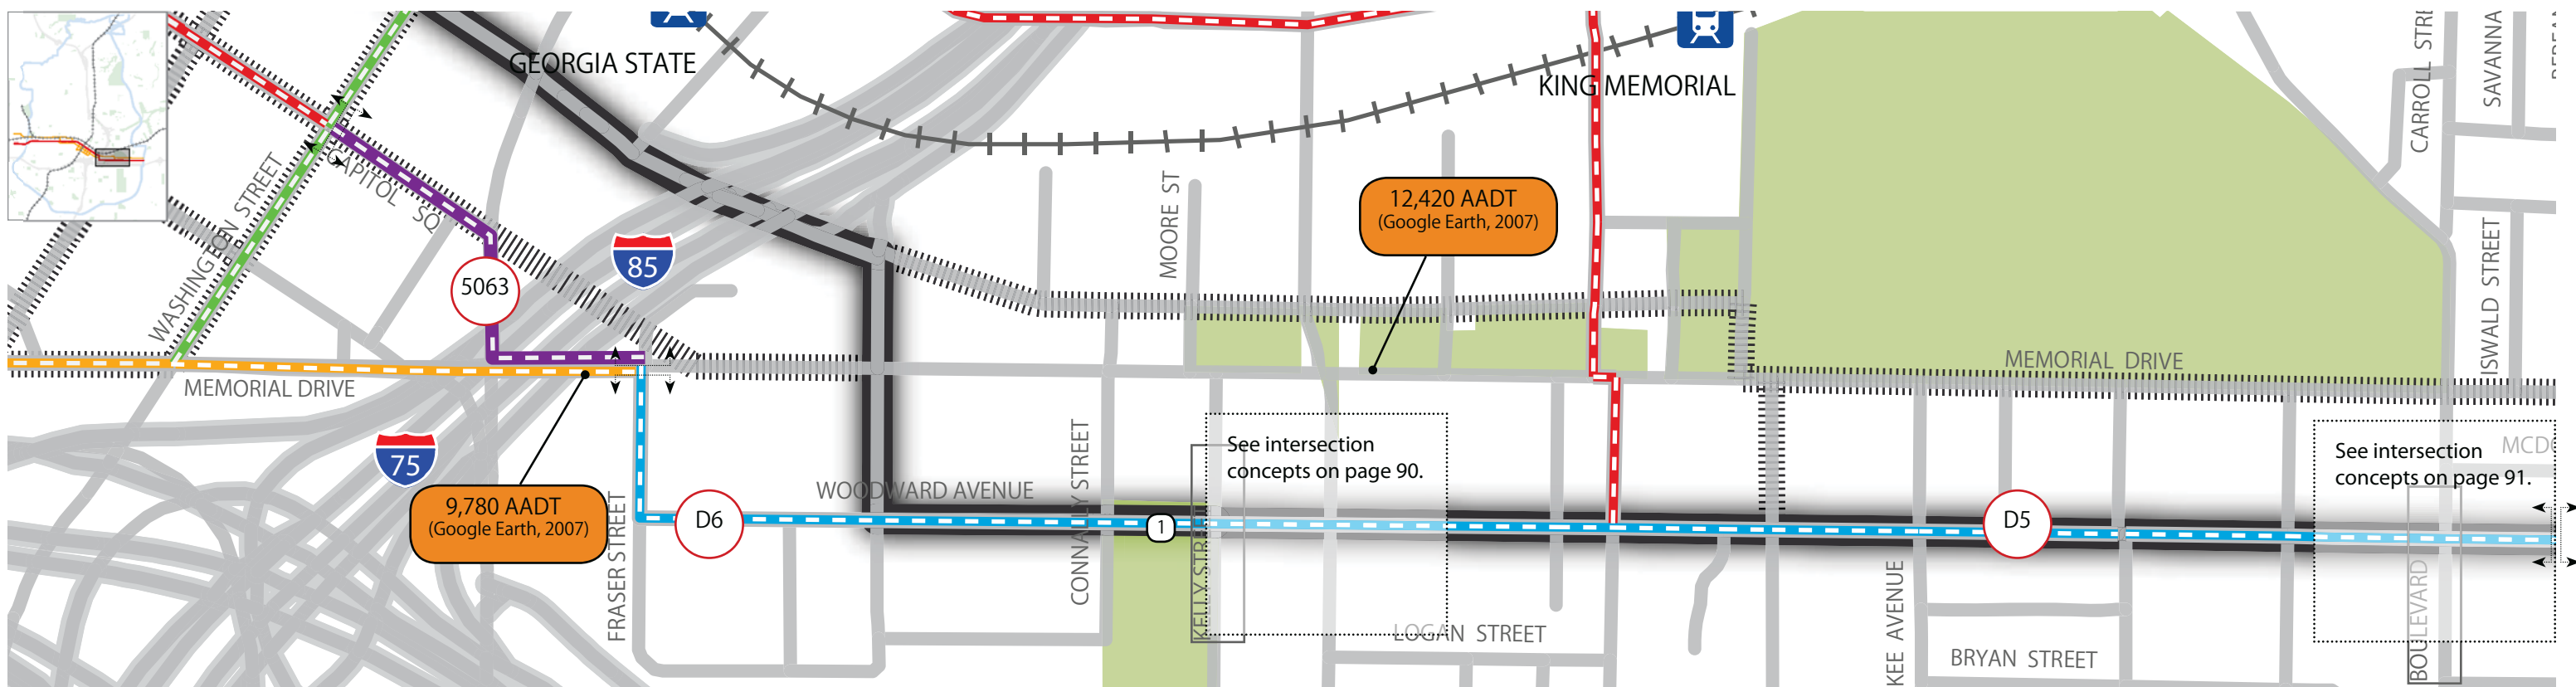 GEORGIA STATE
KING MEMORIAL
CARROLL STRE
SAVANNA
WASHINGTON STREET
CAPITOL SQ
85
5063
MOORE ST
12,420 AADT
(Google Earth, 2007)
ISWALD STREET
MEMORIAL DRIVE
MEMORIAL DRIVE
75
9,780 AADT
(Google Earth, 2007)
FRASER STREET
D6
WOODWARD AVENUE
CONNALLY STREET
1
KELLY STREET
See intersection
concepts on page 90.
LOGAN STREET
KEE AVENUE
D5
BRYAN STREET
See intersection
concepts on page 91.
BOULEVARD